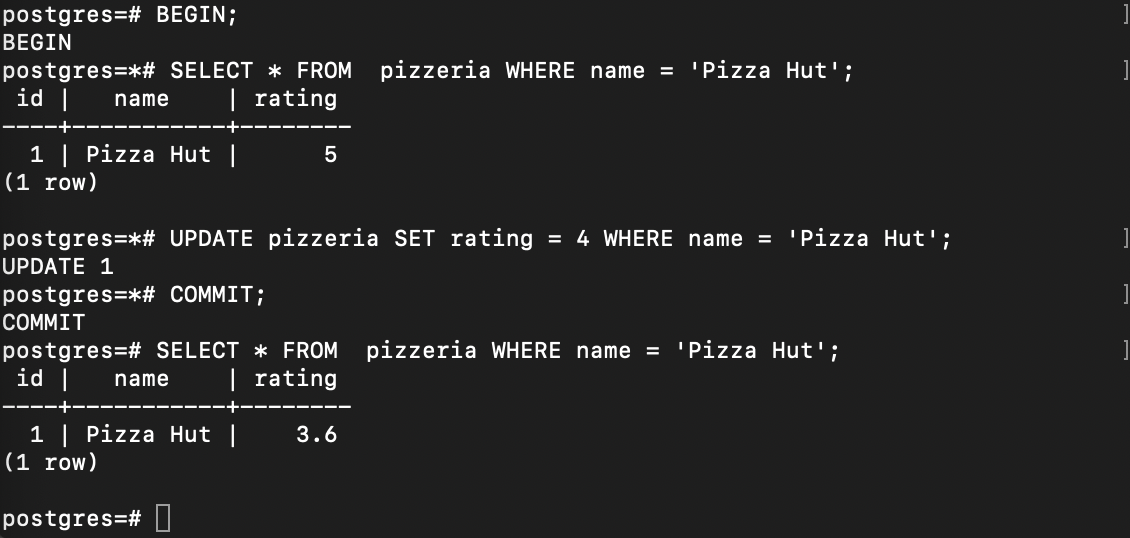 postgres=# BEGIN;
BEGIN
postgres=*# SELECT * FROM  pizzeria WHERE name = 'Pizza Hut';
 id |   name    | rating
----+-----------+--------
  1 | Pizza Hut |      5
(1 row)

postgres=*# UPDATE pizzeria SET rating = 4 WHERE name = 'Pizza Hut';
UPDATE 1
postgres=*# COMMIT;
COMMIT
postgres=# SELECT * FROM  pizzeria WHERE name = 'Pizza Hut';
 id |   name    | rating
----+-----------+--------
  1 | Pizza Hut |    3.6
(1 row)

postgres=#